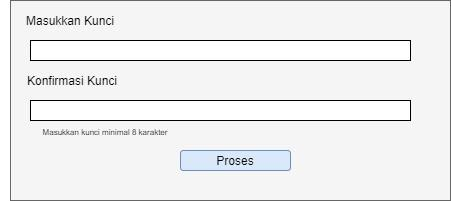 Masukkan Kunci
Konfirmasi Kunci
Masukkan kunci minimal 8 karakter
Proses